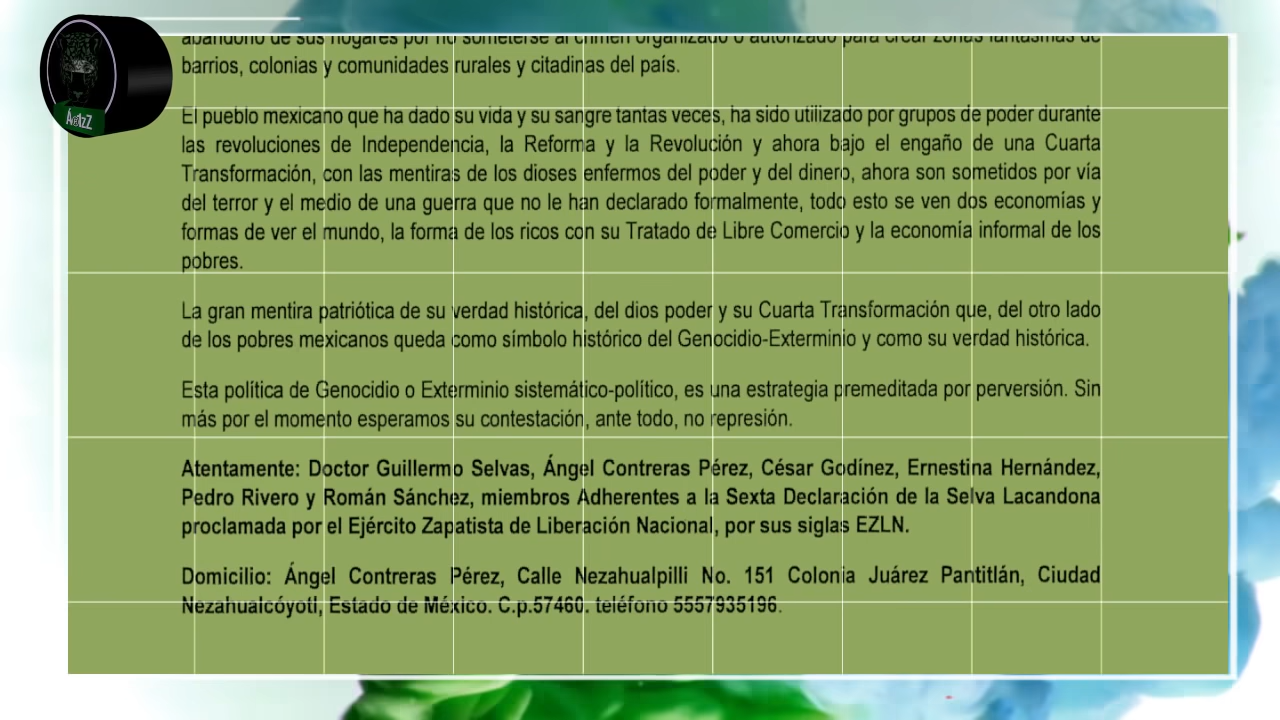 abandono de sus hogares por no someterse al crimen organizado o autorizado para crear zonas fantasmas de
barrios, colonias y comunidades rurales y citadinas del país.
El pueblo mexicano que ha dado su vida y su sangre tantas veces, ha sido utilizado por grupos de poder durante
las revoluciones de Independencia, la Reforma y la Revolución y ahora bajo el engaño de una Cuarta
Transformación, con las mentiras de los dioses enfermos del poder y del dinero, ahora son sometidos por vía
del terror y el medio de una guerra que no le han declarado formalmente, todo esto se ven dos economías y
formas de ver el mundo, la forma de los ricos con su Tratado de Libre Comercio y la economía informal de los
pobres.
La gran mentira patriótica de su verdad histórica, del dios poder y su Cuarta Transformación que, del otro lado
de los pobres mexicanos queda como símbolo histórico del Genocidio-Exterminio y como su verdad histórica.
Esta política de Genocidio o Exterminio sistemático-político, es una estrategia premeditada por perversión. Sin
más por el momento esperamos su contestación, ante todo, no represión.
Atentamente: Doctor Guillermo Selvas, Ángel Contreras Pérez, César Godínez, Ernestina Hernández,
Pedro Rivero y Román Sánchez, miembros Adherentes a la Sexta Declaración de la Selva Lacandona
proclamada por el Ejército Zapatista de Liberación Nacional, por sus siglas EZLN.
Domicilio: Ángel Contreras Pérez, Calle Nezahualpilli No. 151 Colonia Juárez Pantitlán, Ciudad
Nezahualcóyotl, Estado de México. C.p.57460. teléfono 5557935196.